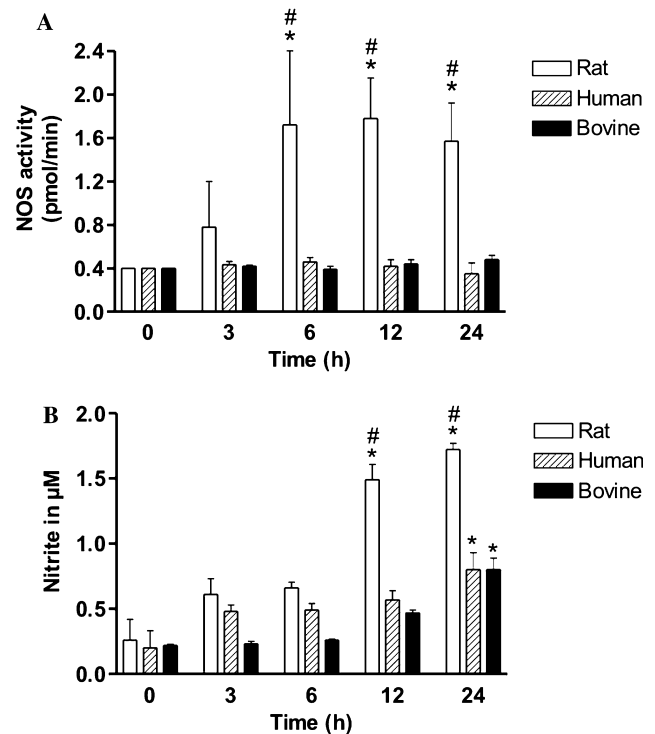 A
# # #
* * *
2.4
2.0
1.6
1.2
0.8
0.4
0.0
NOS activity
(pmol/min)
0 3 6 12 24
Time (h)
Rat
Human
Bovine
B
# #
* *
* *
2.0
1.5
1.0
0.5
0.0
Nitrite in µM
0 3 6 12 24
Time (h)
Rat
Human
Bovine